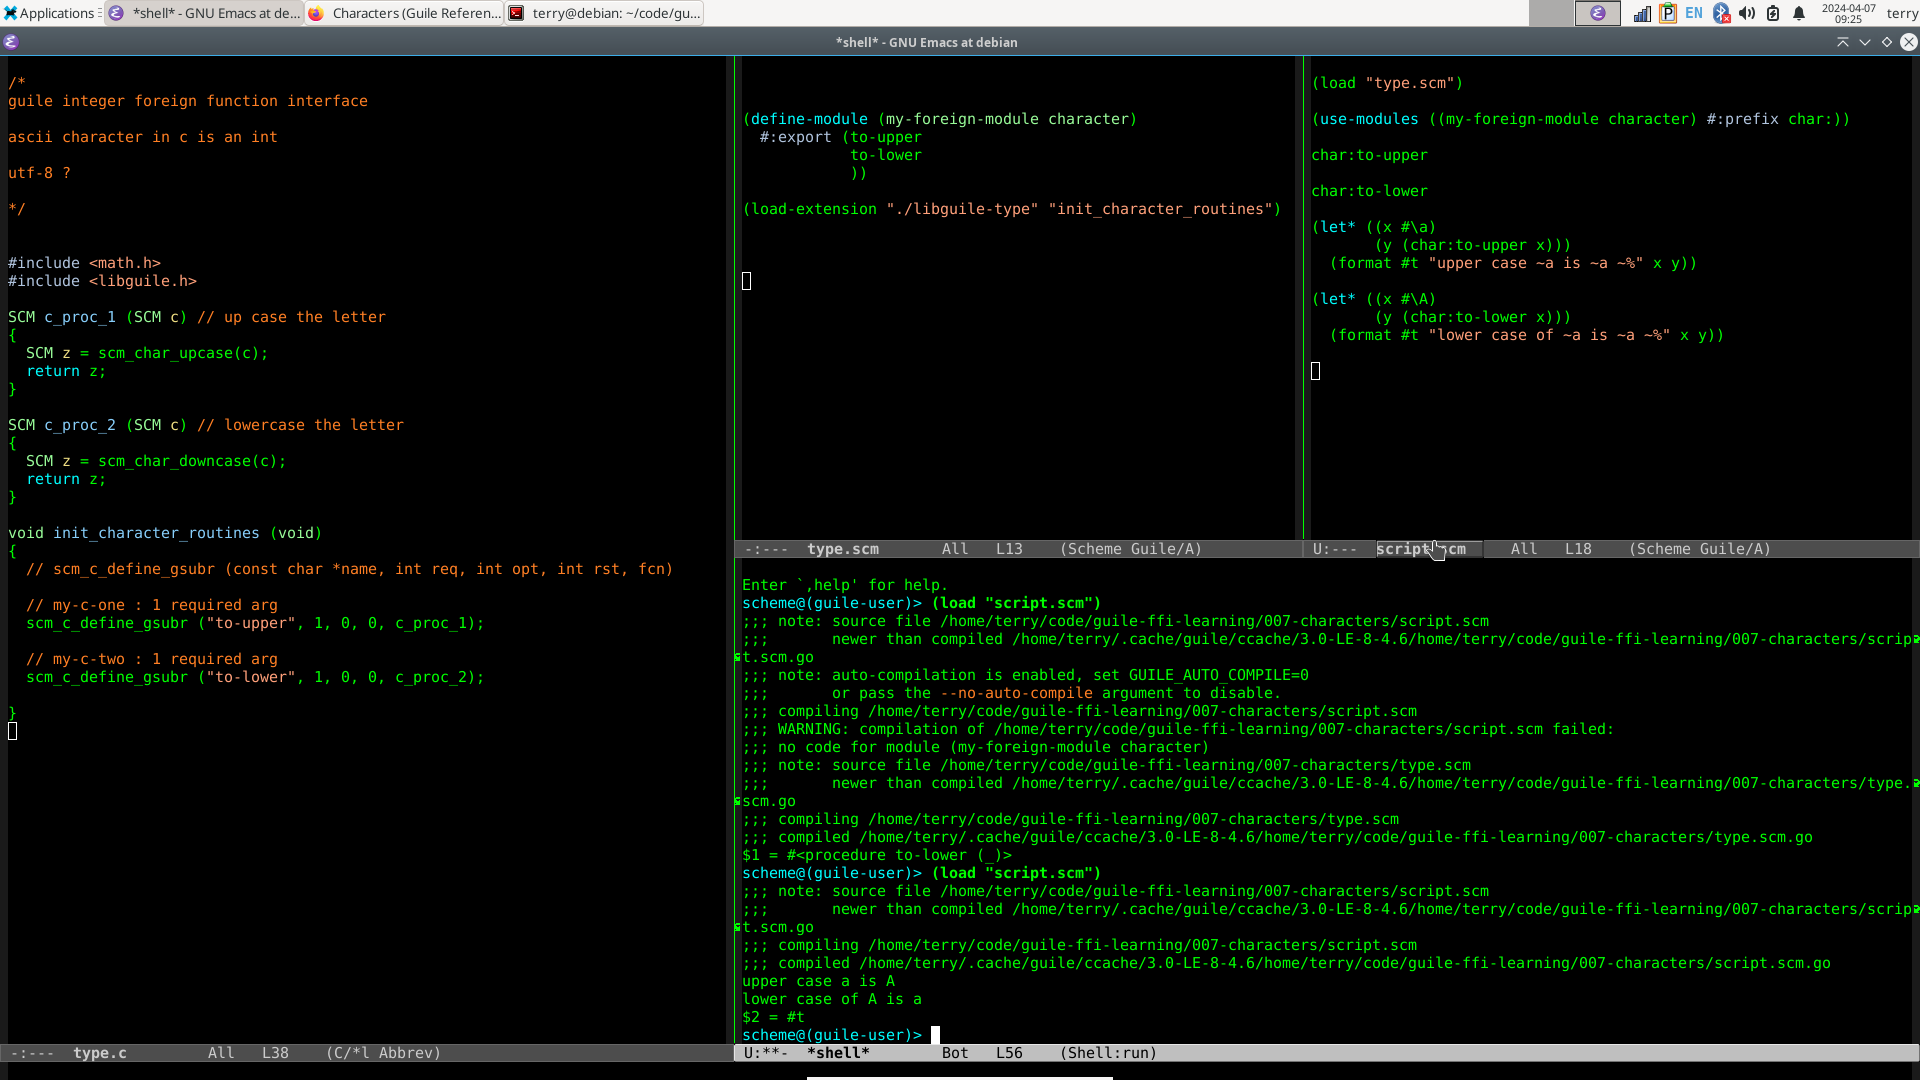 Applications
*shell* - GNU Emacs at de...
Characters (Guile Referen...
terry@debian: ~/code/gu...
EN
2024-04-07
09:25
terry
*shell* - GNU Emacs at debian
/*
guile integer foreign function interface
ascii character in c is an int
utf-8 ?
*/
#include <math.h>
#include <libguile.h>
SCM c_proc_1 (SCM c) // up case the letter
{
  SCM z = scm_char_upcase(c);
  return z;
}
SCM c_proc_2 (SCM c) // lowercase the letter
{
  SCM z = scm_char_downcase(c);
  return z;
}
void init_character_routines (void)
{
  // scm_c_define_gsubr (const char *name, int req, int opt, int rst, fcn)
  // my-c-one : 1 required arg
  scm_c_define_gsubr ("to-upper", 1, 0, 0, c_proc_1);
  // my-c-two : 1 required arg
  scm_c_define_gsubr ("to-lower", 1, 0, 0, c_proc_2);
}
-:---  type.c         All   L38    (C/*l Abbrev)
(define-module (my-foreign-module character)
  #:export (to-upper
            to-lower
            ))
(load-extension "./libguile-type" "init_character_routines")
-:---  type.scm       All   L13    (Scheme Guile/A)
(load "type.scm")
(use-modules ((my-foreign-module character) #:prefix char:))
char:to-upper
char:to-lower
(let* ((x #\a)
       (y (char:to-upper x)))
  (format #t "upper case ~a is ~a ~%" x y))
(let* ((x #\A)
       (y (char:to-lower x)))
  (format #t "lower case of ~a is ~a ~%" x y))
U:---  script.scm     All   L18    (Scheme Guile/A)
Enter `,help' for help.
scheme@(guile-user)> (load "script.scm")
;;; note: source file /home/terry/code/guile-ffi-learning/007-characters/script.scm
;;;       newer than compiled /home/terry/.cache/guile/ccache/3.0-LE-8-4.6/home/terry/code/guile-ffi-learning/007-characters/scrip
t.scm.go
;;; note: auto-compilation is enabled, set GUILE_AUTO_COMPILE=0
;;;       or pass the --no-auto-compile argument to disable.
;;; compiling /home/terry/code/guile-ffi-learning/007-characters/script.scm
;;; WARNING: compilation of /home/terry/code/guile-ffi-learning/007-characters/script.scm failed:
;;; no code for module (my-foreign-module character)
;;; note: source file /home/terry/code/guile-ffi-learning/007-characters/type.scm
;;;       newer than compiled /home/terry/.cache/guile/ccache/3.0-LE-8-4.6/home/terry/code/guile-ffi-learning/007-characters/type.
scm.go
;;; compiling /home/terry/code/guile-ffi-learning/007-characters/type.scm
;;; compiled /home/terry/.cache/guile/ccache/3.0-LE-8-4.6/home/terry/code/guile-ffi-learning/007-characters/type.scm.go
$1 = #<procedure to-lower (_)>
scheme@(guile-user)> (load "script.scm")
;;; note: source file /home/terry/code/guile-ffi-learning/007-characters/script.scm
;;;       newer than compiled /home/terry/.cache/guile/ccache/3.0-LE-8-4.6/home/terry/code/guile-ffi-learning/007-characters/scrip
t.scm.go
;;; compiling /home/terry/code/guile-ffi-learning/007-characters/script.scm
;;; compiled /home/terry/.cache/guile/ccache/3.0-LE-8-4.6/home/terry/code/guile-ffi-learning/007-characters/script.scm.go
upper case a is A
lower case of A is a
$2 = #t
scheme@(guile-user)>
U:**-  *shell*        Bot   L56    (Shell:run)